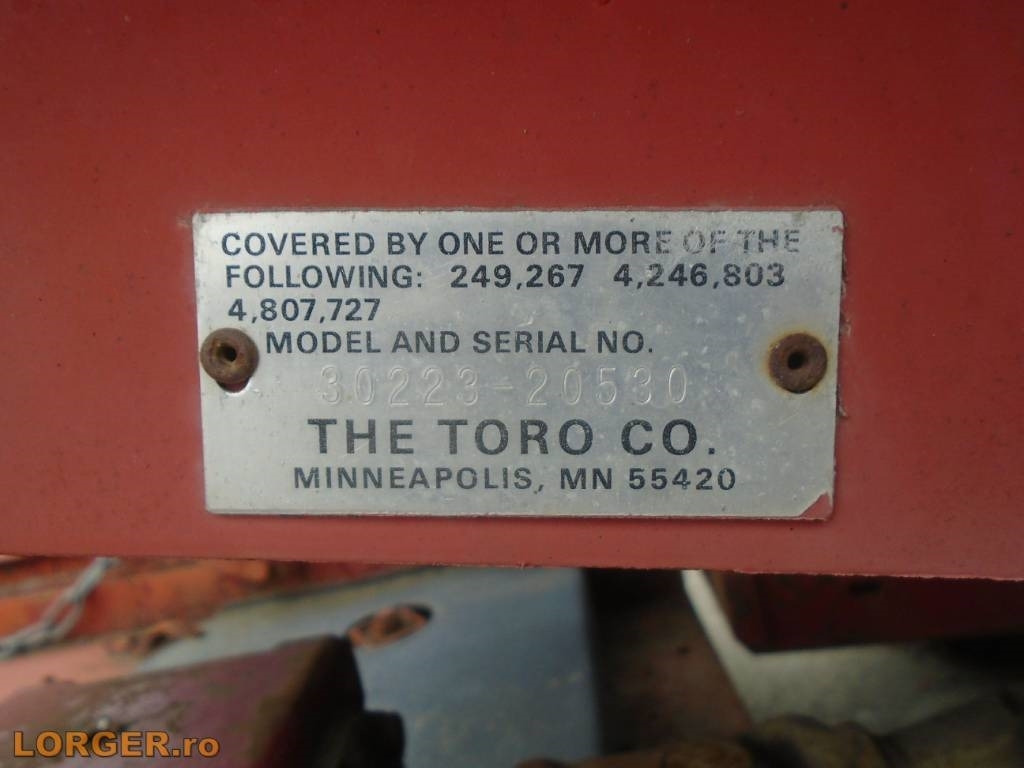 COVERED BY ONE OR MORE OF THE
FOLLOWING: 249,267 4,246,803
4,807,727
MODEL AND SERIAL NO.
30223-20530
THE TORO CO.
MINNEAPOLIS, MN 55420
LORGER.ro